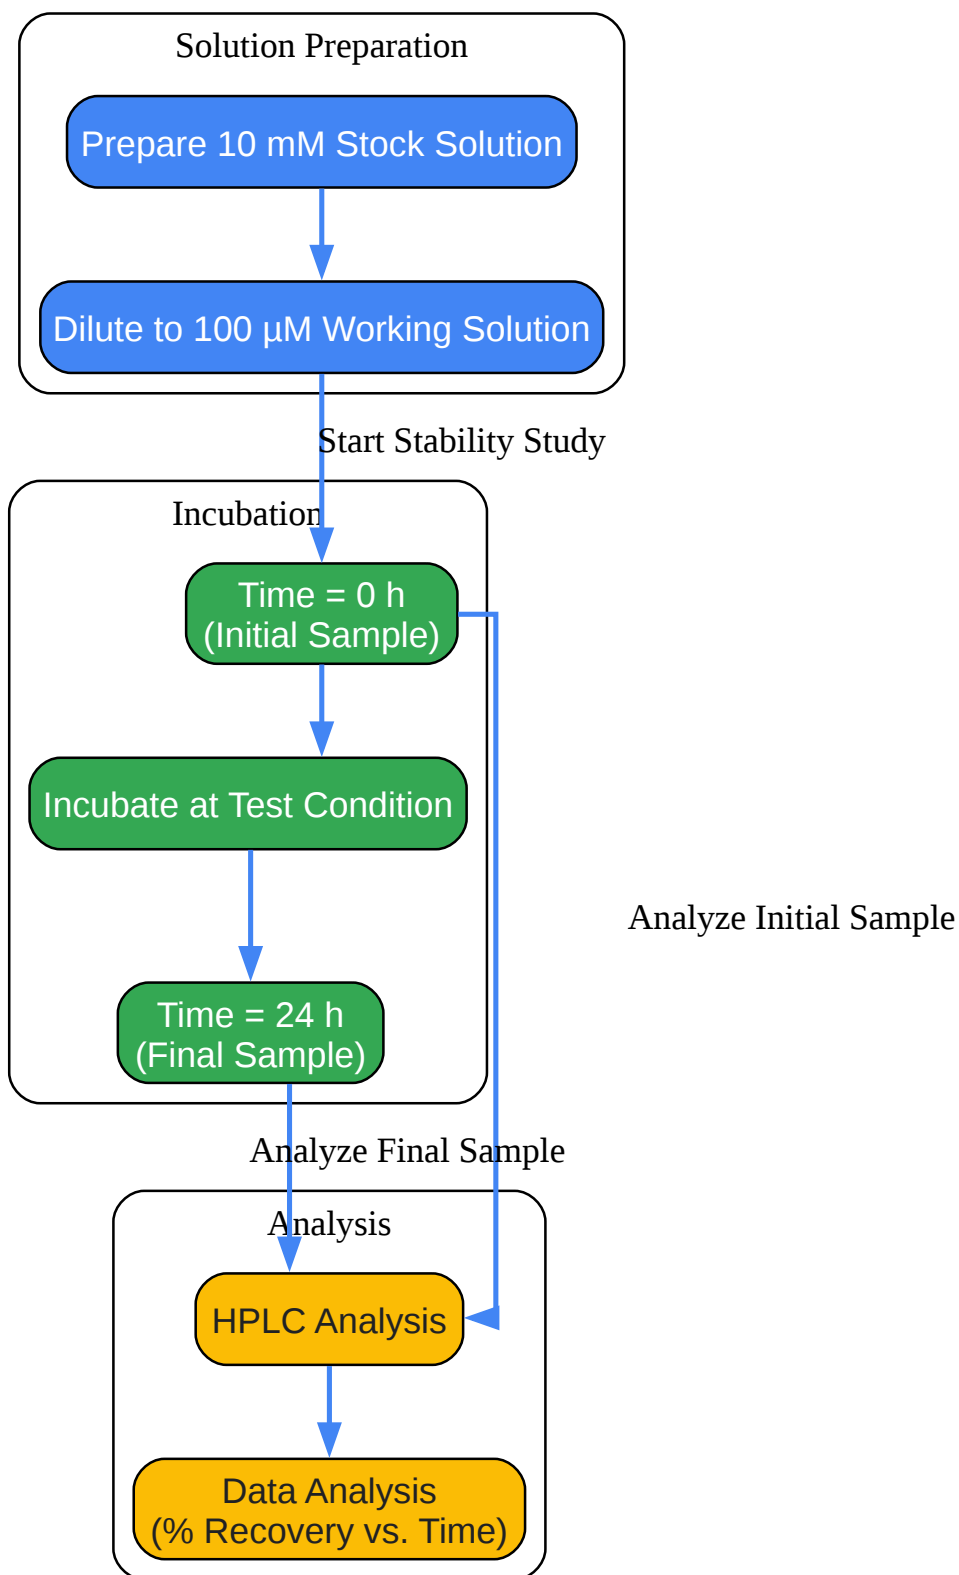 Solution Preparation
Prepare 10 mM Stock Solution
Dilute to 100 µM Working Solution
Start Stability Study
Incubation
Time = 0 h
(Initial Sample)
Incubate at Test Condition
Analyze Initial Sample
Time = 24 h
(Final Sample)
Analyze Final Sample
Analysis
HPLC Analysis
Data Analysis
(% Recovery vs. Time)